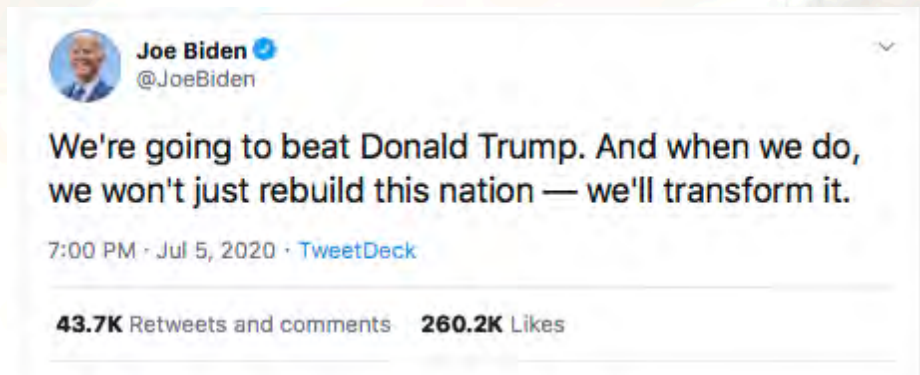 Joe Biden
@JoeBiden
We're going to beat Donald Trump. And when we do,
we won't just rebuild this nation — we'll transform it.
7:00 PM · Jul 5, 2020 · TweetDeck
43.7K Retweets and comments 260.2K Likes